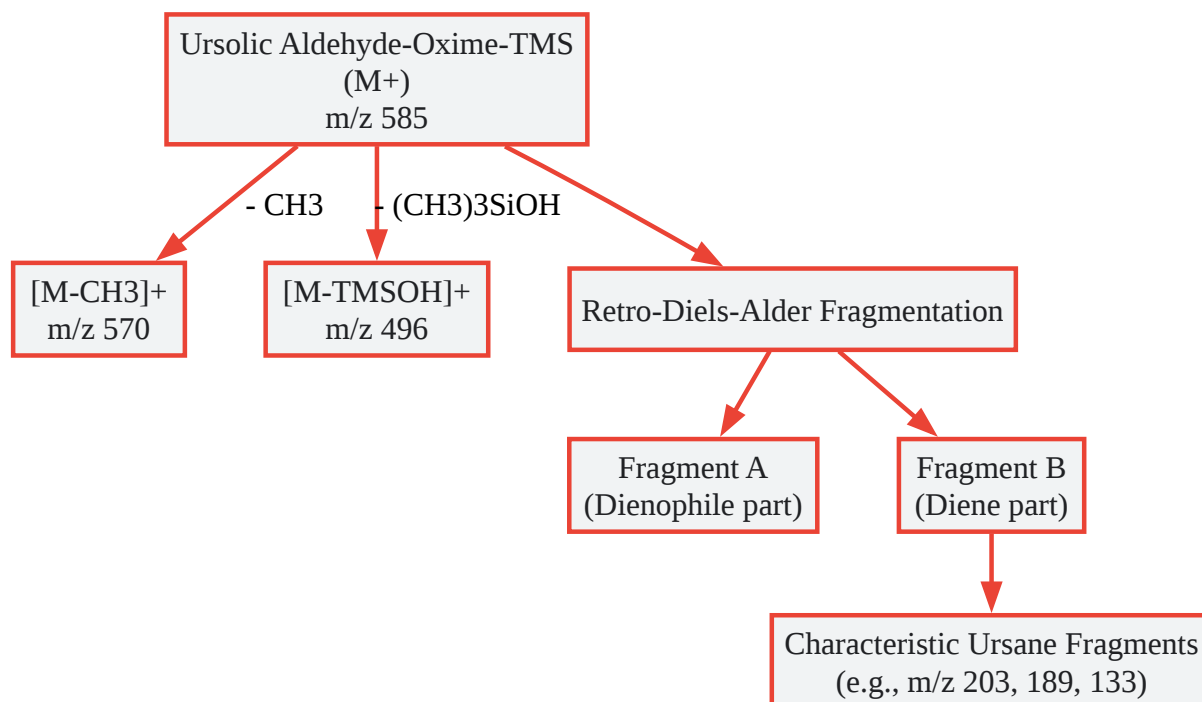 Ursolic Aldehyde-Oxime-TMS
(M+)
m/z 585
- CH3
- (CH3)3SiOH
[M-CH3]+
m/z 570
[M-TMSOH]+
m/z 496
Retro-Diels-Alder Fragmentation
Fragment A
(Dienophile part)
Fragment B
(Diene part)
Characteristic Ursane Fragments
(e.g., m/z 203, 189, 133)